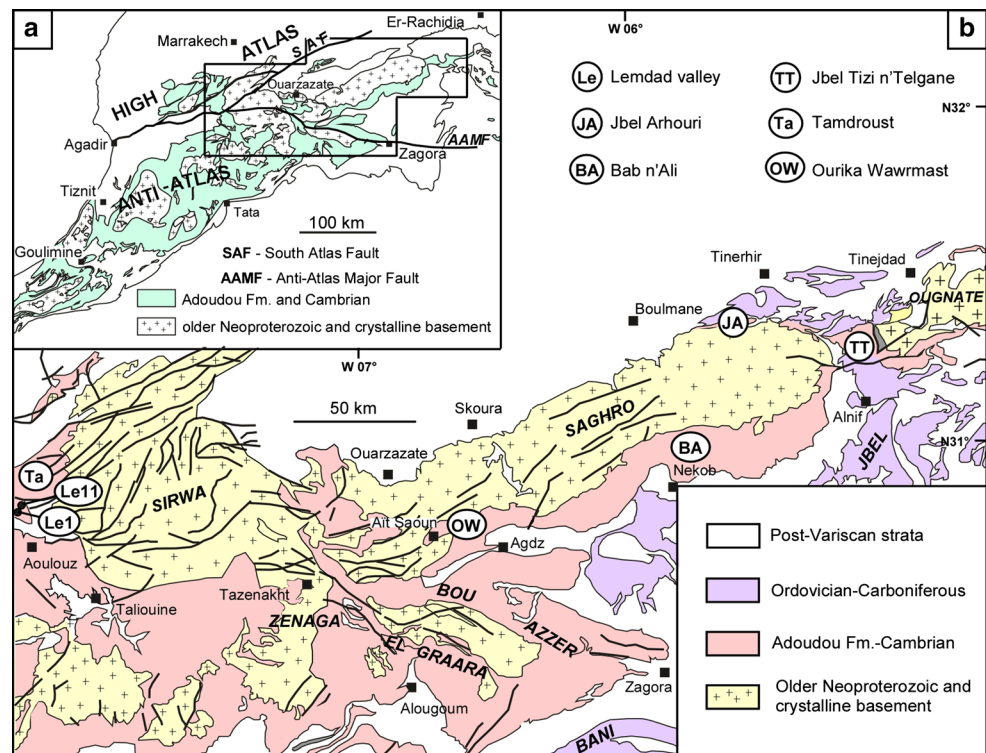 a
Er-Rachidia
Marrakech
HIGH ATLAS
SAF
Ouarzazate
Agadir
AAMF
Zagora
ANTI-ATLAS
Tiznit
Tata
Goulimine
100 km
SAF - South Atlas Fault
AAMF - Anti-Atlas Major Fault
Adoudou Fm. and Cambrian
older Neoproterozoic and crystalline basement
b
W 06°
Le Lemdad valley
TT Jbel Tizi n'Telgane
JA Jbel Arhouri
Ta Tamdroust
BA Bab n'Ali
OW Ourika Wawrmast
N32°
Tinerhir
Tinejdad
OUGNATE
Boulmane
JA
TT
W 07°
50 km
Skoura
SAGHRO
Alnif
JBEL
N31°
BA
Nekob
Ouarzazate
Ta
Le11
SIRWA
Le1
Aït Saoun
OW
Agdz
Aoulouz
Taliouine
Tazenakht
ZENAGA
BOU
AZZER
EL GRAARA
Zagora
Alougoum
BANI
Post-Variscan strata
Ordovician-Carboniferous
Adoudou Fm.-Cambrian
Older Neoproterozoic and
crystalline basement